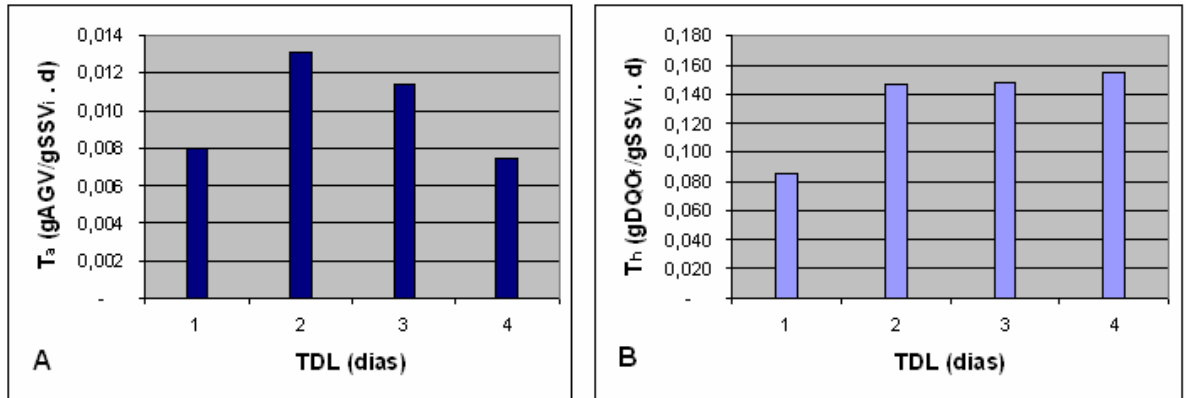 0,014
0,012
0,010
0,008
0,006
0,004
0,002
-
Ta (gAGV/gSSVi . d)
1 2 3 4
TDL (dias)
A
0,180
0,160
0,140
0,120
0,100
0,080
0,060
0,040
0,020
-
Th (gDQOf/gSSVi . d)
1 2 3 4
TDL (dias)
B